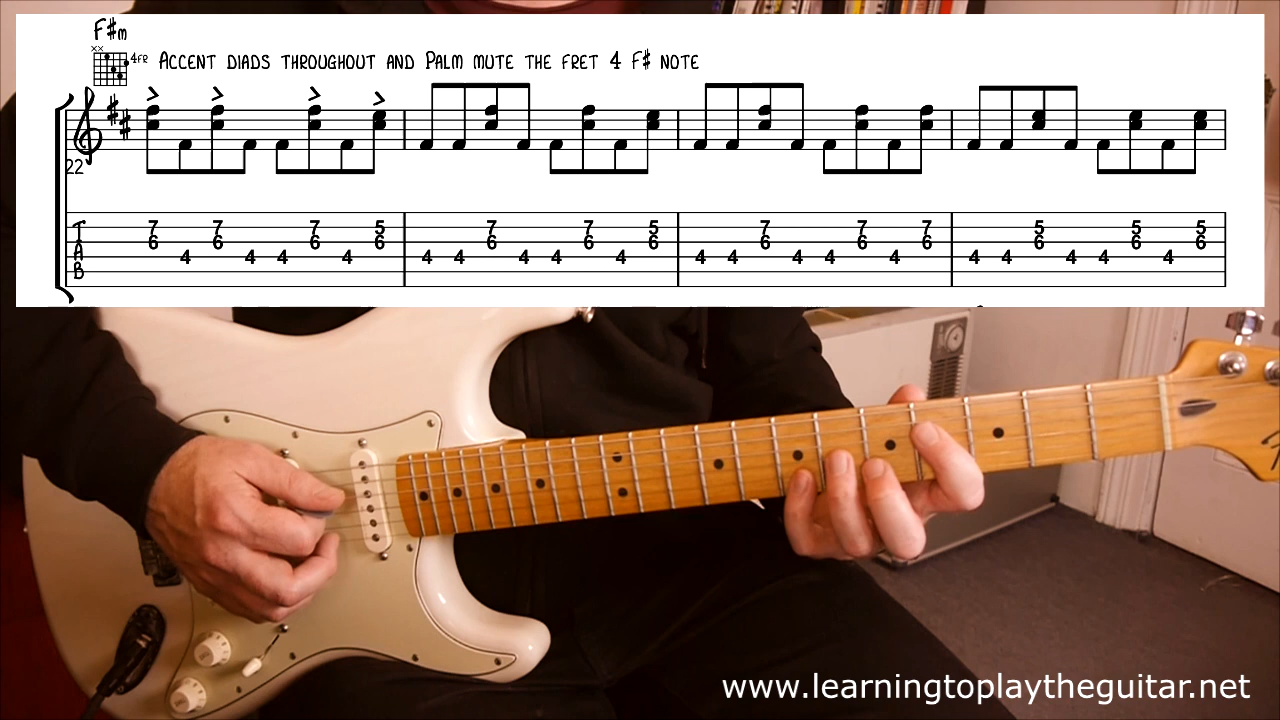 F#m
xx
4fr Accent diads throughout and Palm mute the fret 4 F# note
22
7 7 7 5 7 7 5 7 7 7 5 5 5
6 6 6 6 6 6 6 6 6 6 6 6 6
T
A 4 4 4 4 4 4 4 4 4 4 4 4 4 4 4 4 4 4 4
B
www.learningtoplaytheguitar.net